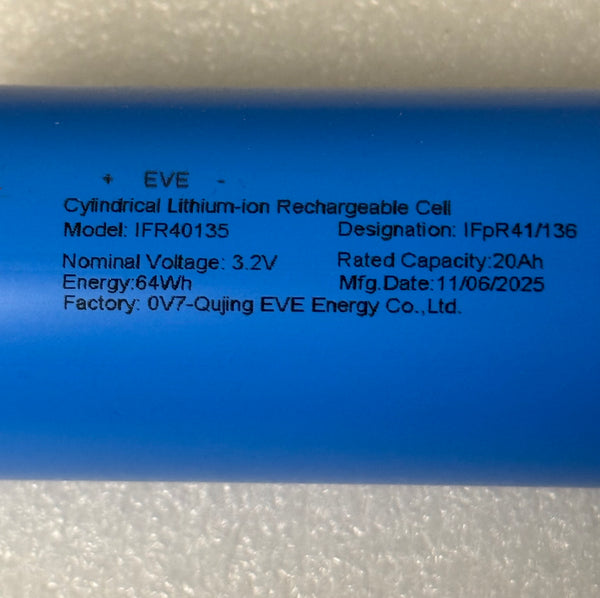 + EVE -
Cylindrical Lithium-ion Rechargeable Cell
Model: IFR40135 Designation: IFpR41/136
Nominal Voltage: 3.2V Rated Capacity:20Ah
Energy:64Wh Mfg.Date:11/06/2025
Factory: 0V7-Qujing EVE Energy Co.,Ltd.